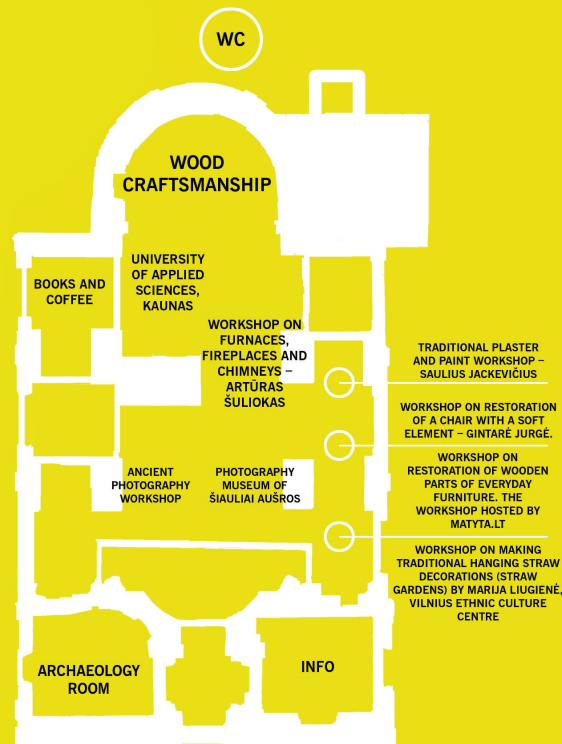 WC
WOOD
CRAFTSMANSHIP
UNIVERSITY
OF APPLIED
SCIENCES,
KAUNAS
BOOKS AND
COFFEE
WORKSHOP ON
FURNACES,
FIREPLACES AND
CHIMNEYS –
ARTŪRAS
ŠULIOKAS
TRADITIONAL PLASTER
AND PAINT WORKSHOP –
SAULIUS JACKEVIČIUS
WORKSHOP ON RESTORATION
OF A CHAIR WITH A SOFT
ELEMENT – GINTARĖ JURGĖ.
WORKSHOP ON
RESTORATION OF WOODEN
PARTS OF EVERYDAY
FURNITURE. THE
WORKSHOP HOSTED BY
MATYTA.LT
ANCIENT
PHOTOGRAPHY
WORKSHOP
PHOTOGRAPHY
MUSEUM OF
ŠIAULIAI AUŠROS
WORKSHOP ON MAKING
TRADITIONAL HANGING STRAW
DECORATIONS (STRAW
GARDENS) BY MARIJA LIUGIENĖ,
VILNIUS ETHNIC CULTURE
CENTRE
ARCHAEOLOGY
ROOM
INFO